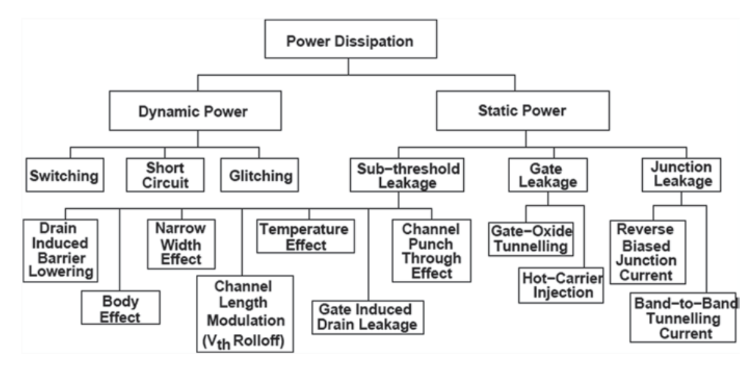 Power Dissipation
Dynamic Power
Static Power
Switching
Short
Circuit
Glitching
Sub-threshold
Leakage
Gate
Leakage
Junction
Leakage
Drain
Induced
Barrier
Lowering
Body
Effect
Narrow
Width
Effect
Channel
Length
Modulation
(Vth Rolloff)
Temperature
Effect
Gate Induced
Drain Leakage
Channel
Punch
Through
Effect
Gate-Oxide
Tunnelling
Hot-Carrier
Injection
Reverse
Biased
Junction
Current
Band-to-Band
Tunnelling
Current